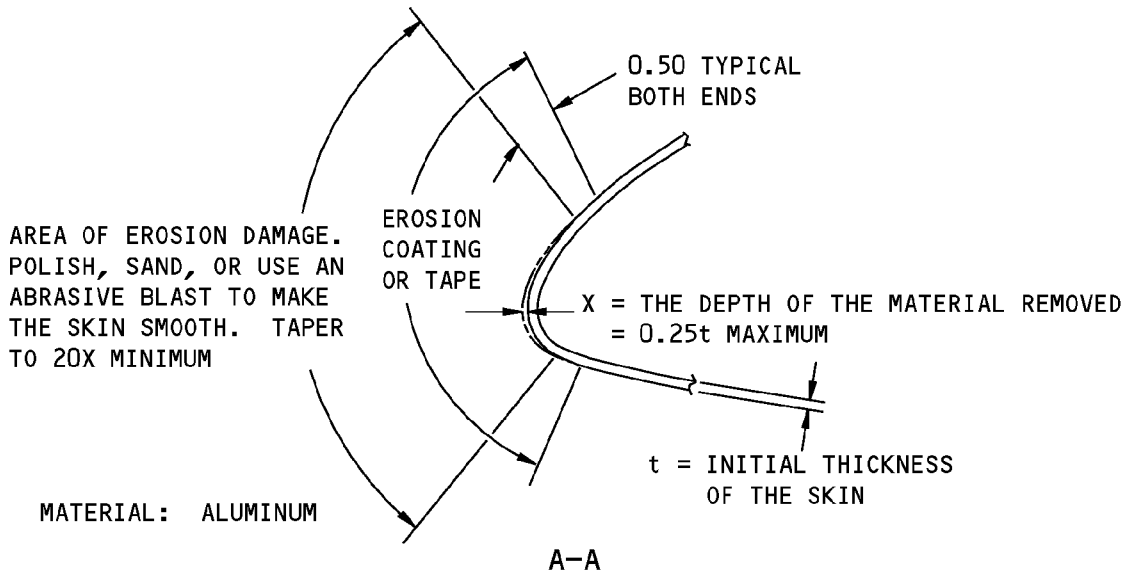 0.50 TYPICAL
BOTH ENDS
EROSION
COATING
OR TAPE
AREA OF EROSION DAMAGE.
POLISH, SAND, OR USE AN
ABRASIVE BLAST TO MAKE
THE SKIN SMOOTH. TAPER
TO 20X MINIMUM
X = THE DEPTH OF THE MATERIAL REMOVED
= 0.25t MAXIMUM
t = INITIAL THICKNESS
OF THE SKIN
MATERIAL: ALUMINUM
A-A